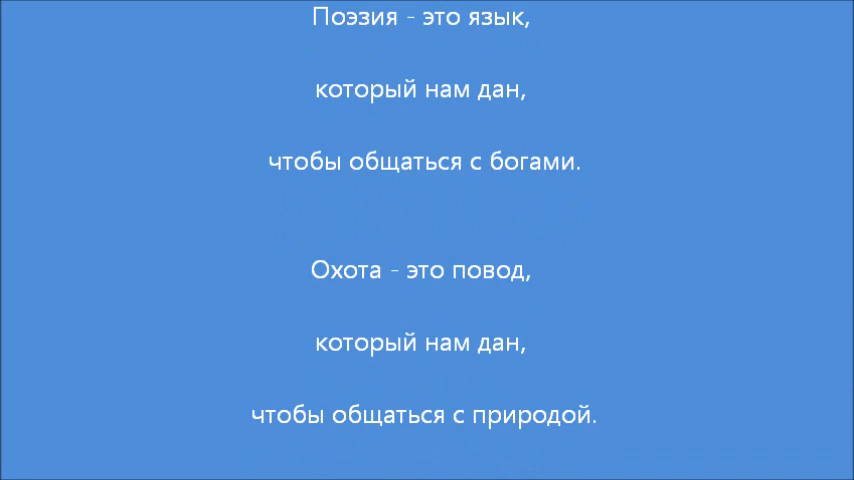 Поэзия - это язык,
который нам дан,
чтобы общаться с богами.
Охота - это повод,
который нам дан,
чтобы общаться с природой.